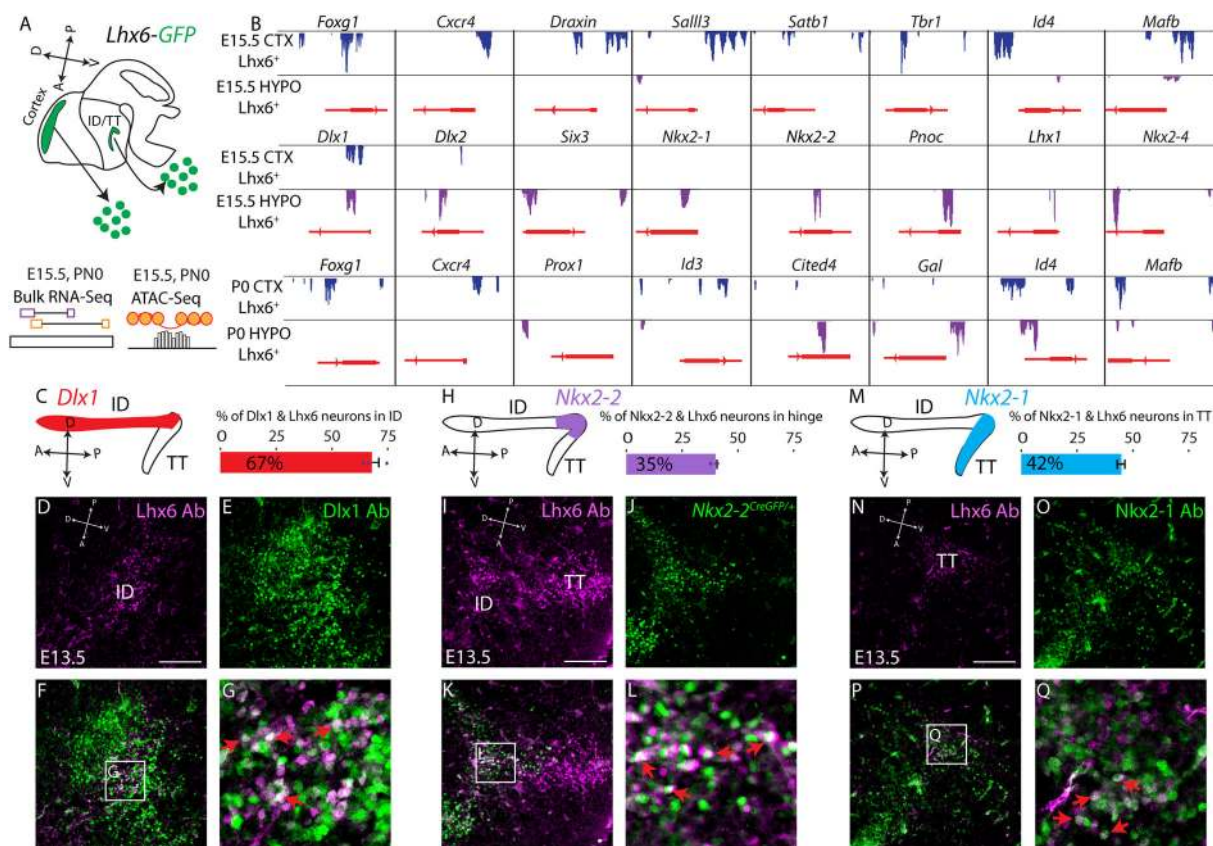 A
Lhx6-GFP
D
P
A
V
Cortex
ID/TT
E15.5, PN0
Bulk RNA-Seq
E15.5, PN0
ATAC-Seq
B
Foxg1 Cxcr4 Draxin Salll3 Satb1 Tbr1 Id4 Mafb
E15.5 CTX
Lhx6+
E15.5 HYPO
Lhx6+
Dlx1 Dlx2 Six3 Nkx2-1 Nkx2-2 Pnoc Lhx1 Nkx2-4
E15.5 CTX
Lhx6+
E15.5 HYPO
Lhx6+
Foxg1 Cxcr4 Prox1 Id3 Cited4 Gal Id4 Mafb
P0 CTX
Lhx6+
P0 HYPO
Lhx6+
C Dlx1
ID
D
A P
V
TT
% of Dlx1 & Lhx6 neurons in ID
0 25 50 75
67%
H Nkx2-2
ID
D
A P
V
TT
% of Nkx2-2 & Lhx6 neurons in hinge
0 25 50 75
35%
M Nkx2-1
ID
D
A P
V
TT
% of Nkx2-1 & Lhx6 neurons in TT
0 25 50 75
42%
D Lhx6 Ab
P
D V
A
ID
E13.5
E Dlx1 Ab
I Lhx6 Ab
P
D V
A
ID TT
E13.5
J Nkx2-2CreGFP/+
N Lhx6 Ab
P
D V
A
TT
E13.5
O Nkx2-1 Ab
F
G
G
K
L
L
P
Q
Q